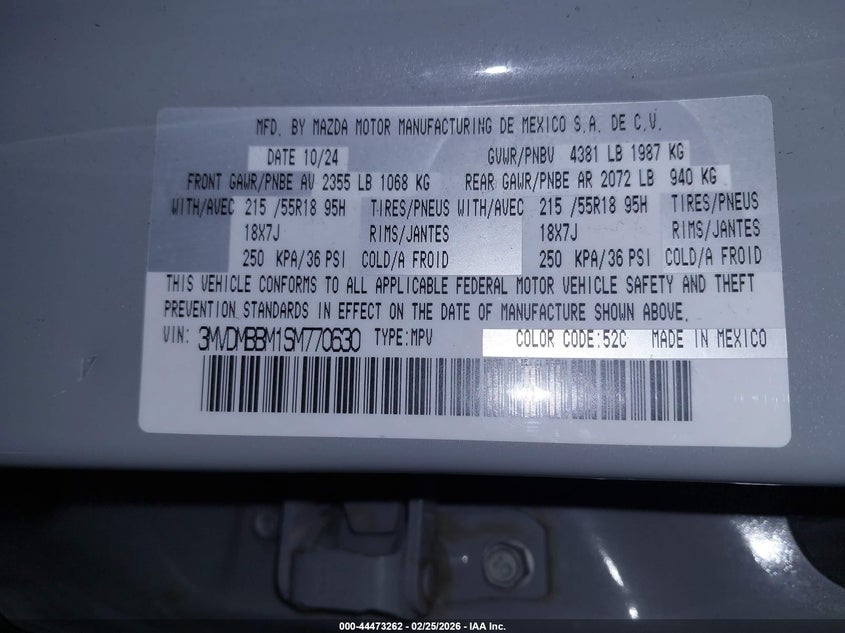 MFD. BY MAZDA MOTOR MANUFACTURING DE MEXICO S.A. DE C.V.
DATE 10/24 GVWR/PNBV 4381 LB 1987 KG
FRONT GAWR/PNBE AV 2355 LB 1068 KG REAR GAWR/PNBE AR 2072 LB 940 KG
WITH/AVEC 215 /55R18 95H TIRES/PNEUS WITH/AVEC 215 /55R18 95H TIRES/PNEUS
18X7J RIMS/JANTES 18X7J RIMS/JANTES
250 KPA/36 PSI COLD/A FROID 250 KPA/36 PSI COLD/A FROID
THIS VEHICLE CONFORMS TO ALL APPLICABLE FEDERAL MOTOR VEHICLE SAFETY AND THEFT
PREVENTION STANDARDS IN EFFECT ON THE DATE OF MANUFACTURE SHOWN ABOVE.
VIN: 3MVDMBBM1SM770630 TYPE:MPV COLOR CODE:52C MADE IN MEXICO
000-44473262 - 02/25/2026 - IAA Inc.